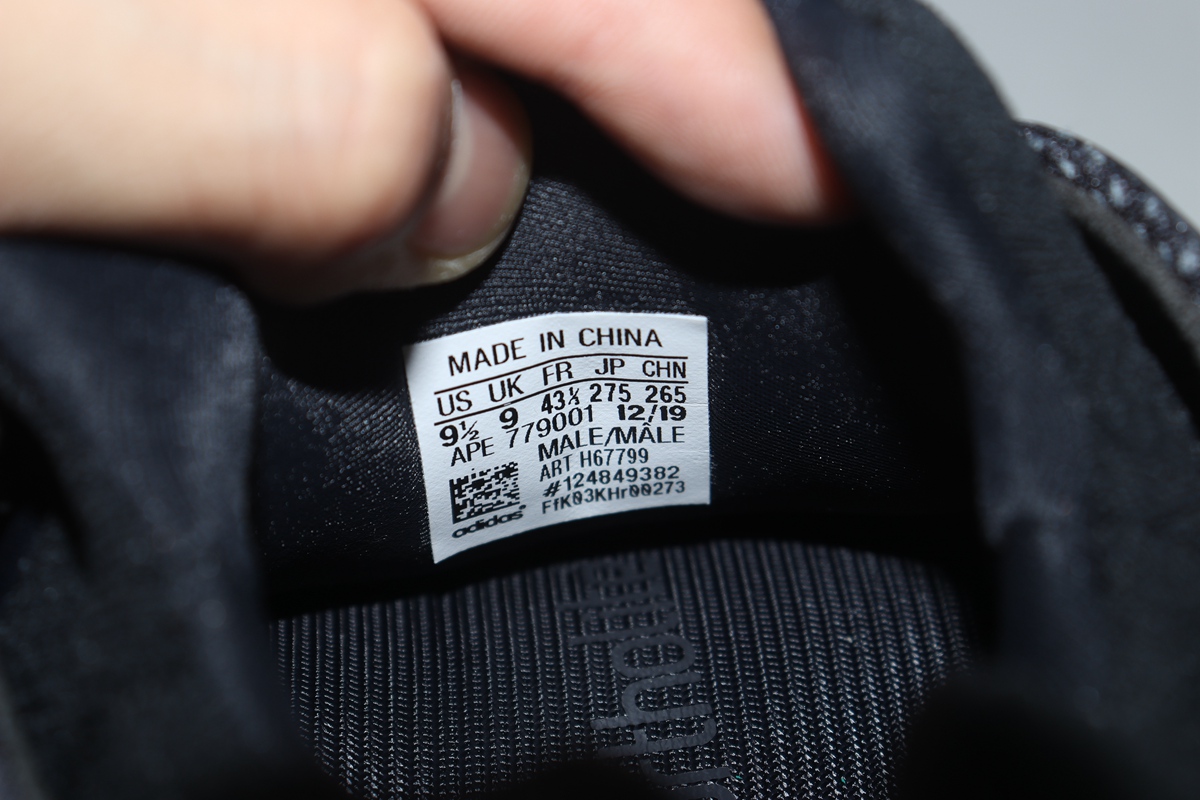 MADE IN CHINA
US UK FR JP CHN
9½ 9 43⅓ 275 265
APE 779001 12/19
MALE/MÂLE
ART H67799
#124849382
FfK03KHr00273
adidas